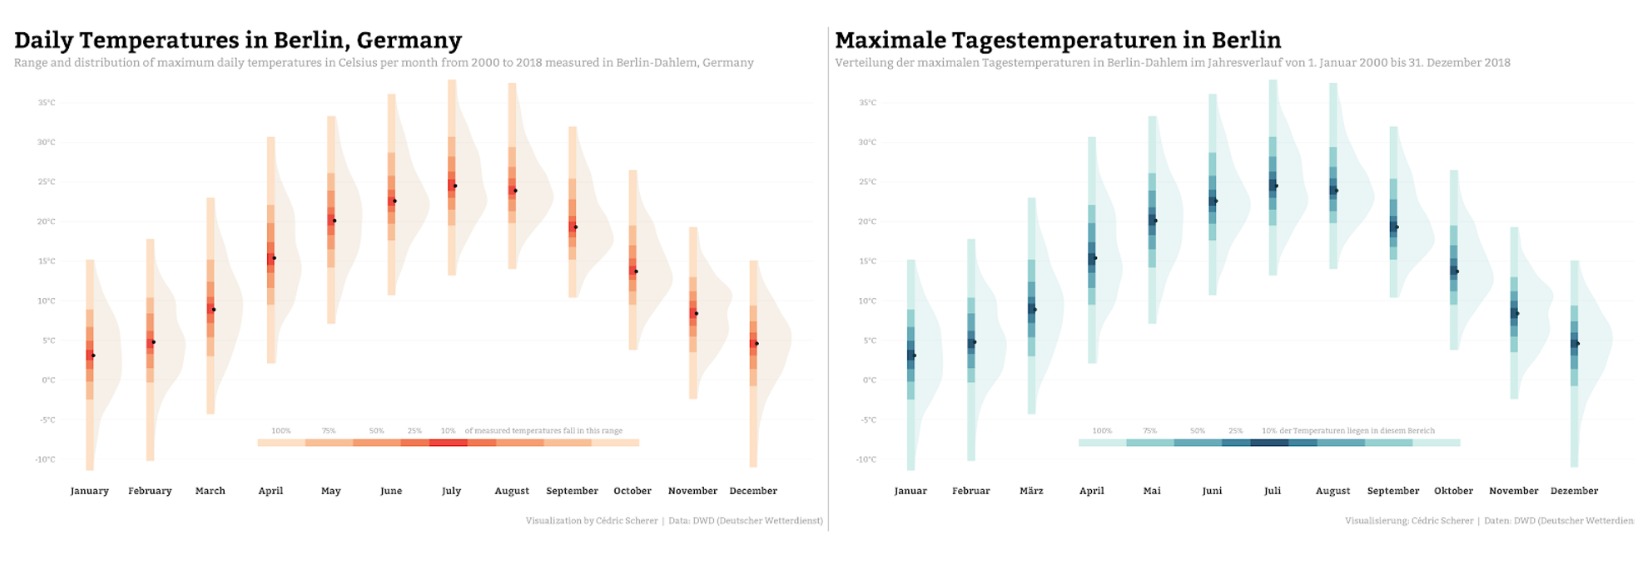 Daily Temperatures in Berlin, Germany
Range and distribution of maximum daily temperatures in Celsius per month from 2000 to 2018 measured in Berlin-Dahlem, Germany
35°C
30°C
25°C
20°C
15°C
10°C
5°C
0°C
-5°C
-10°C
100% 75% 50% 25% 10% of measured temperatures fall in this range
January February March April May June July August September October November December
Visualization by Cédric Scherer | Data: DWD (Deutscher Wetterdienst)
Maximale Tagestemperaturen in Berlin
Verteilung der maximalen Tagestemperaturen in Berlin-Dahlem im Jahresverlauf von 1. Januar 2000 bis 31. Dezember 2018
35°C
30°C
25°C
20°C
15°C
10°C
5°C
0°C
-5°C
-10°C
100% 75% 50% 25% 10% der Temperaturen liegen in diesem Bereich
Januar Februar März April Mai Juni Juli August September Oktober November Dezember
Visualisierung: Cédric Scherer | Daten: DWD (Deutscher Wetterdien